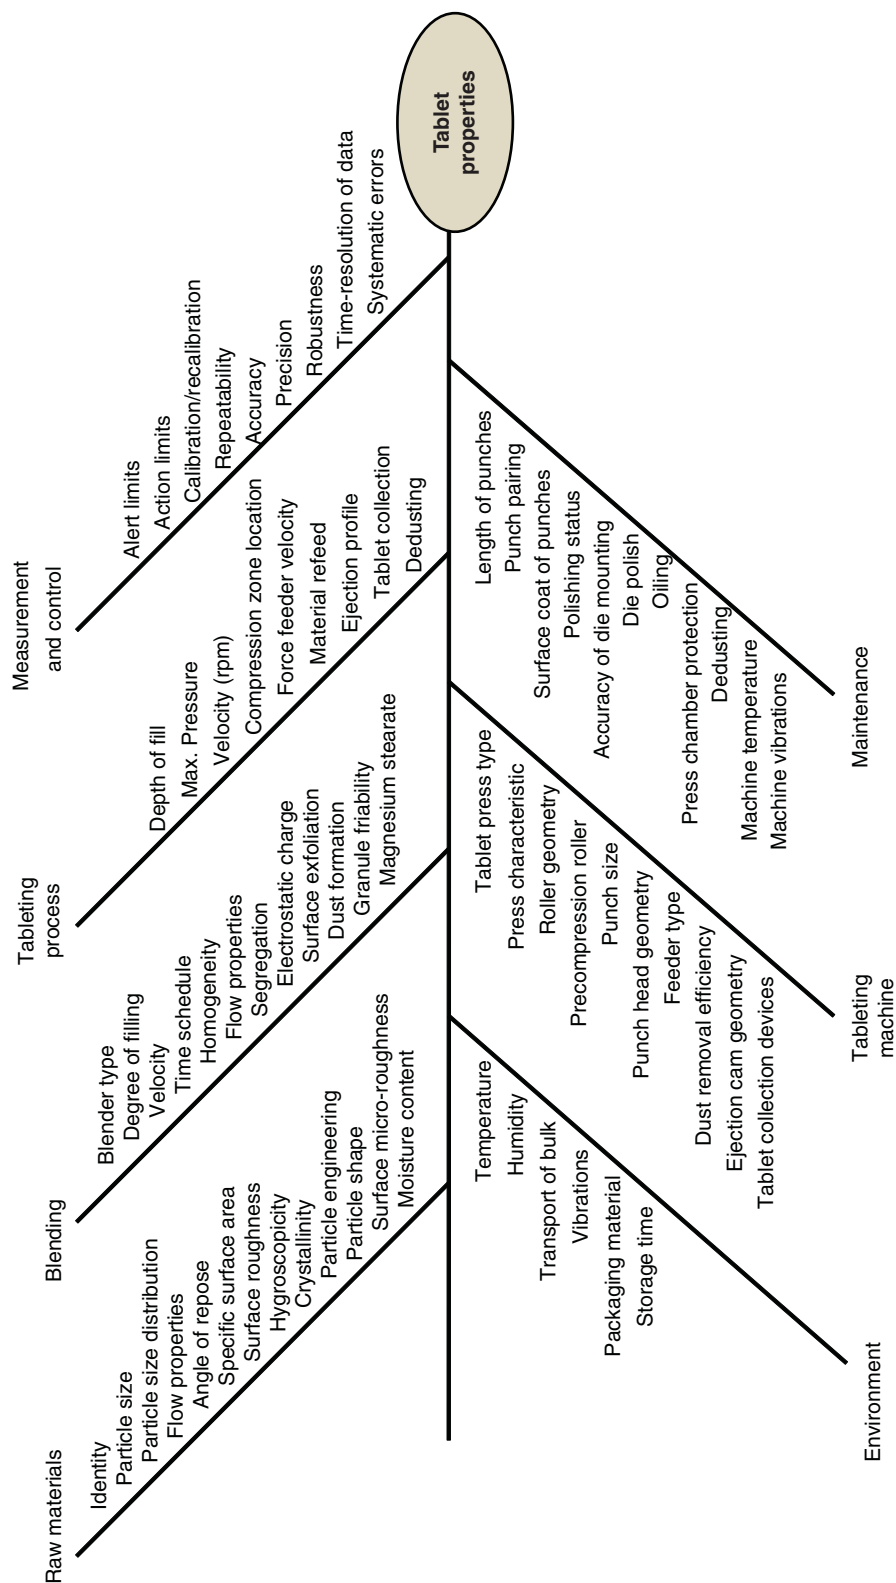 Raw materials
Identity
Particle size
Particle size distribution
Flow properties
Angle of repose
Specific surface area
Surface roughness
Hygroscopicity
Crystallinity
Particle engineering
Particle shape
Surface micro-roughness
Moisture content
Blending
Blender type
Degree of filling
Velocity
Time schedule
Homogeneity
Flow properties
Segregation
Electrostatic charge
Surface exfoliation
Dust formation
Granule friability
Magnesium stearate
Tableting
process
Depth of fill
Max. Pressure
Velocity (rpm)
Compression zone location
Force feeder velocity
Material refeed
Ejection profile
Tablet collection
Dedusting
Measurement
and control
Alert limits
Action limits
Calibration/recalibration
Repeatability
Accuracy
Precision
Robustness
Time-resolution of data
Systematic errors
Tablet
properties
Temperature
Humidity
Transport of bulk
Vibrations
Packaging material
Storage time
Environment
Tablet press type
Press characteristic
Roller geometry
Precompression roller
Punch size
Punch head geometry
Feeder type
Dust removal efficiency
Ejection cam geometry
Tablet collection devices
Tableting
machine
Length of punches
Punch pairing
Surface coat of punches
Polishing status
Accuracy of die mounting
Die polish
Oiling
Press chamber protection
Dedusting
Machine temperature
Machine vibrations
Maintenance